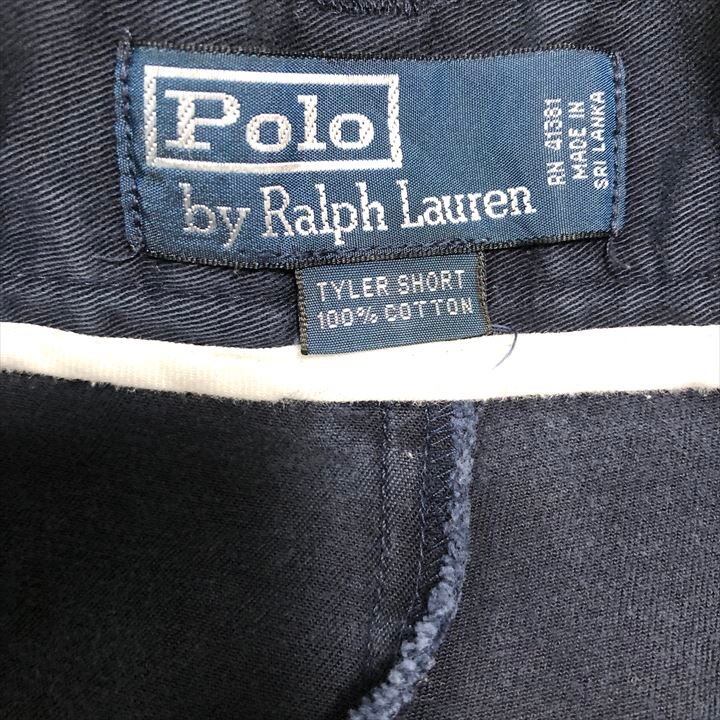 Polo
by Ralph Lauren
RN 41381
MADE IN
SRI LANKA
TYLER SHORT
100% COTTON